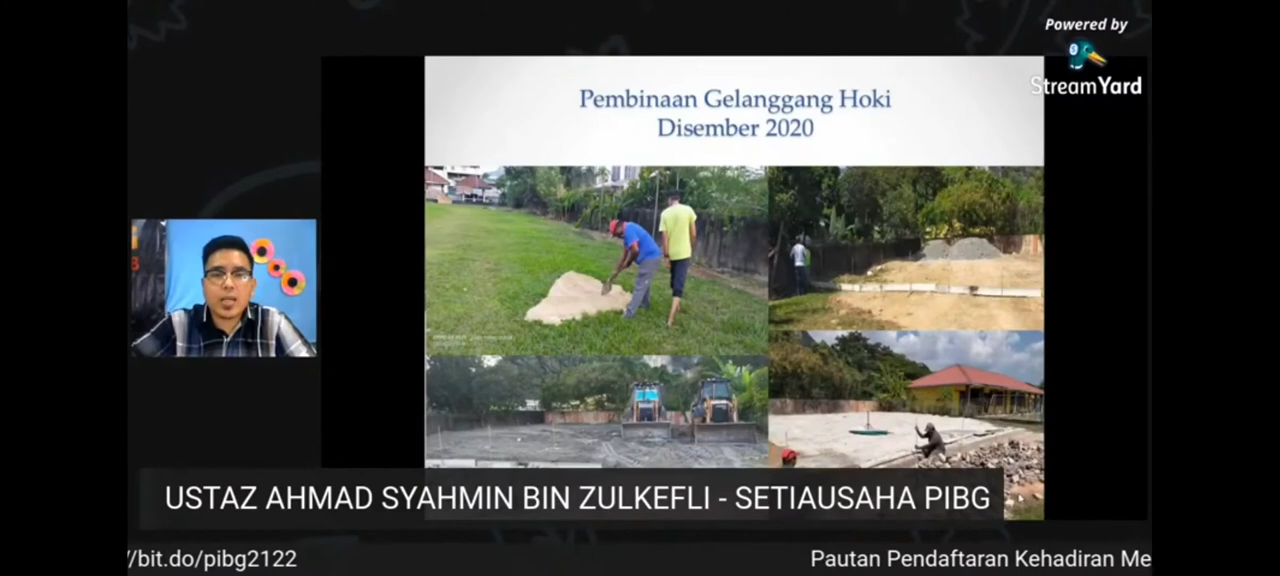 Powered by
StreamYard
Pembinaan Gelanggang Hoki
Disember 2020
USTAZ AHMAD SYAHMIN BIN ZULKEFLI - SETIAUSAHA PIBG
/bit.do/pibg2122
Pautan Pendaftaran Kehadiran Me